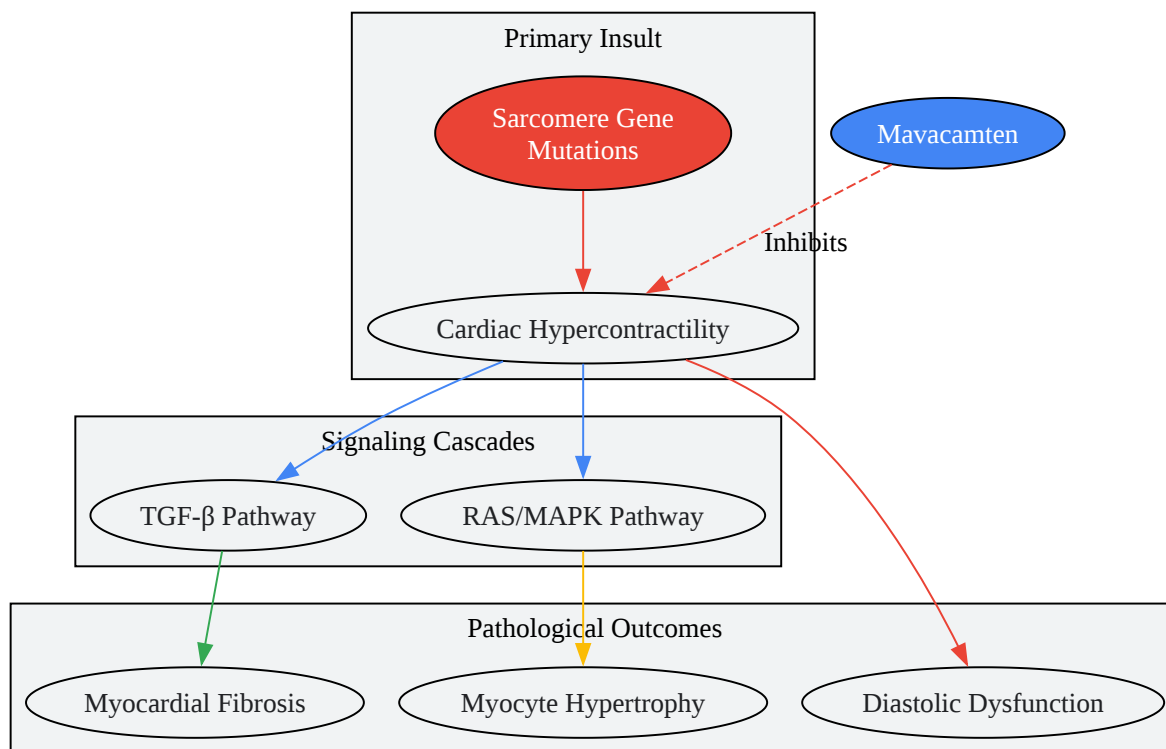 Primary Insult
Sarcomere Gene
Mutations
Mavacamten
Inhibits
Cardiac Hypercontractility
Signaling Cascades
TGF-β Pathway
RAS/MAPK Pathway
Pathological Outcomes
Myocardial Fibrosis
Myocyte Hypertrophy
Diastolic Dysfunction